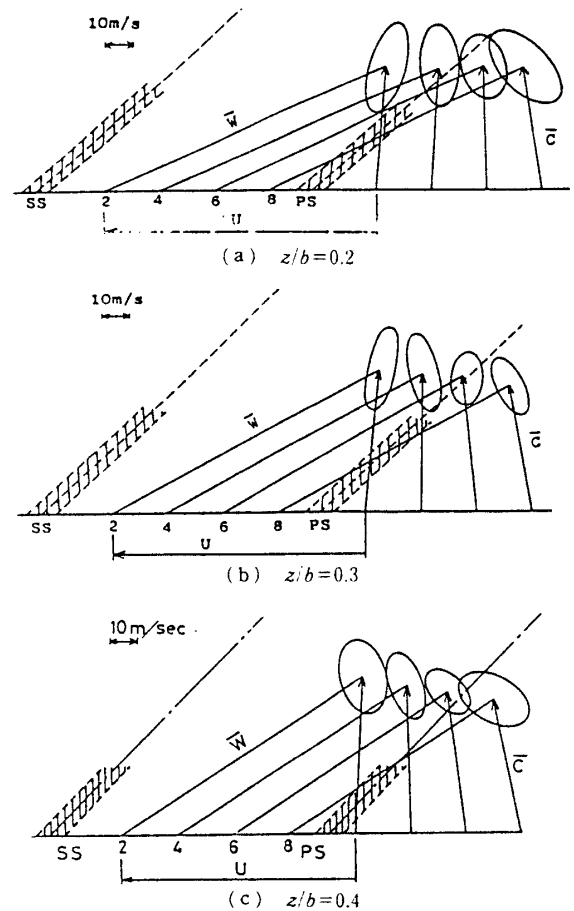 10m/s
W̄
C̄
SS 2 4 6 8 PS
U
(a) z/b=0.2
10m/s
W̄
C̄
SS 2 4 6 8 PS
U
(b) z/b=0.3
10m/sec
W̄
C̄
SS 2 4 6 8 PS
U
(c) z/b=0.4